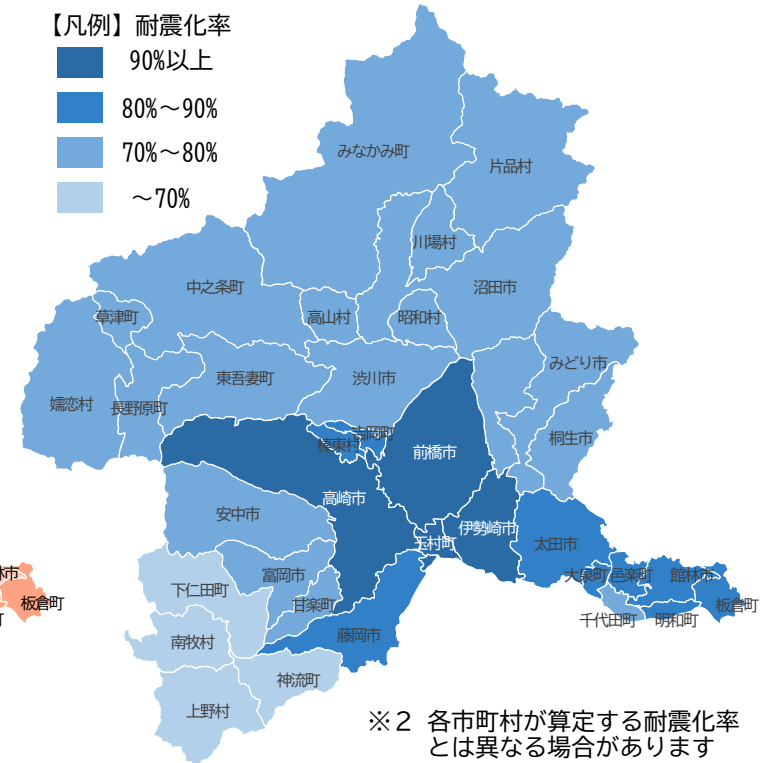 【凡例】耐震化率
90%以上
80%～90%
70%～80%
～70%
みなかみ町
片品村
川場村
中之条町
沼田市
草津町
高山村
昭和村
みどり市
東吾妻町
渋川市
嬬恋村
長野原町
吉岡町
榛東村
桐生市
前橋市
高崎市
安中市
伊勢崎市
玉村町
太田市
富岡市
大泉町
邑楽町
館林市
下仁田町
甘楽町
板倉町
千代田町
明和町
藤岡市
南牧村
神流町
上野村
林市
板倉町
町
※２ 各市町村が算定する耐震化率
とは異なる場合があります